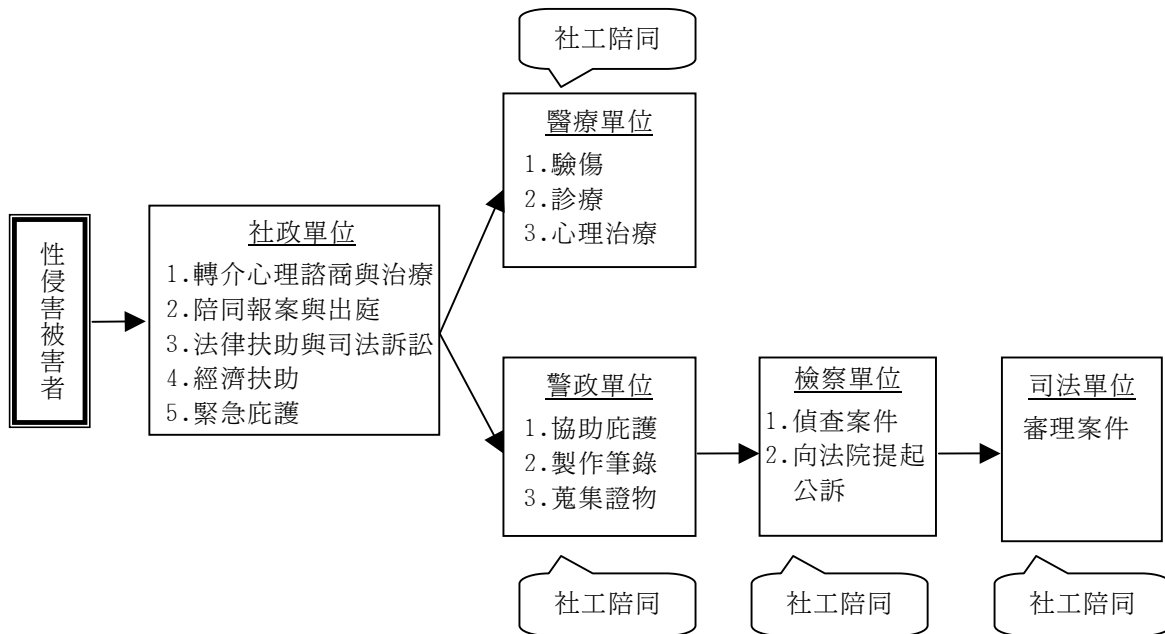 社工陪同
醫療單位
1.驗傷
2.診療
3.心理治療
性侵害被害者
社政單位
1.轉介心理諮商與治療
2.陪同報案與出庭
3.法律扶助與司法訴訟
4.經濟扶助
5.緊急庇護
警政單位
1.協助庇護
2.製作筆錄
3.蒐集證物
檢察單位
1.偵查案件
2.向法院提起
公訴
司法單位
審理案件
社工陪同
社工陪同
社工陪同